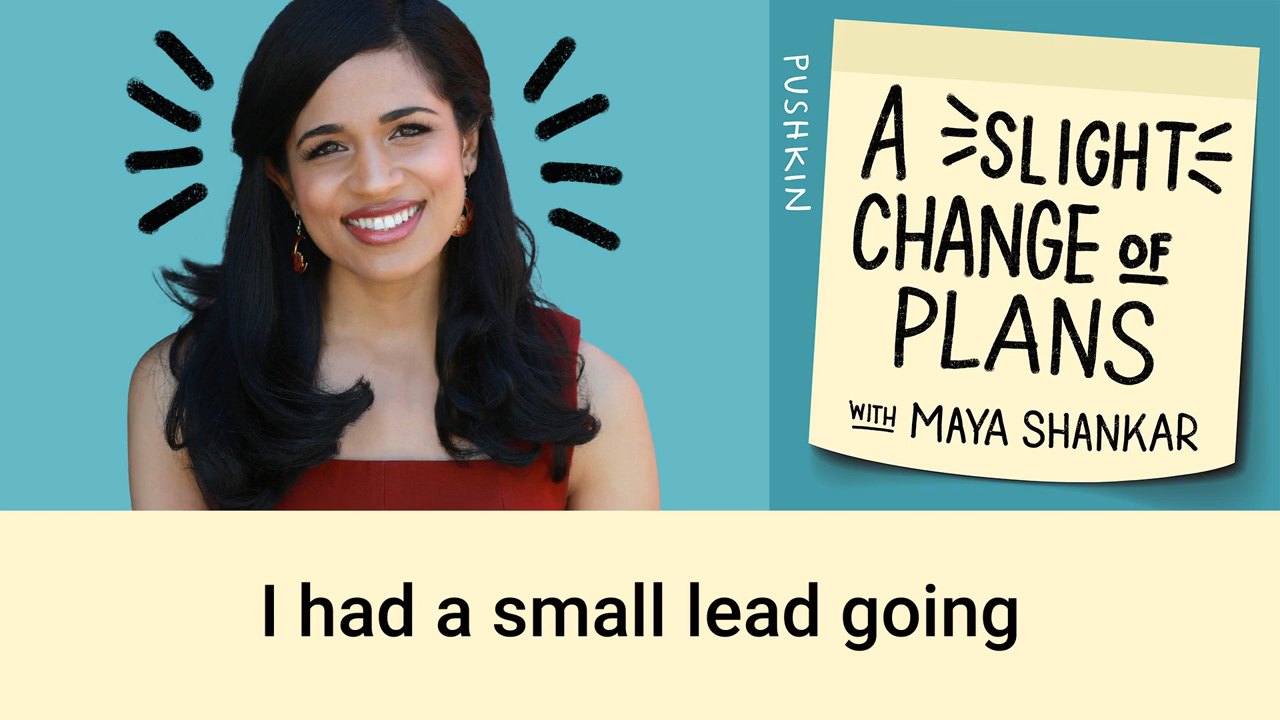 PUSHKIN
A SLIGHT
CHANGE OF
PLANS
WITH MAYA SHANKAR
I had a small lead going